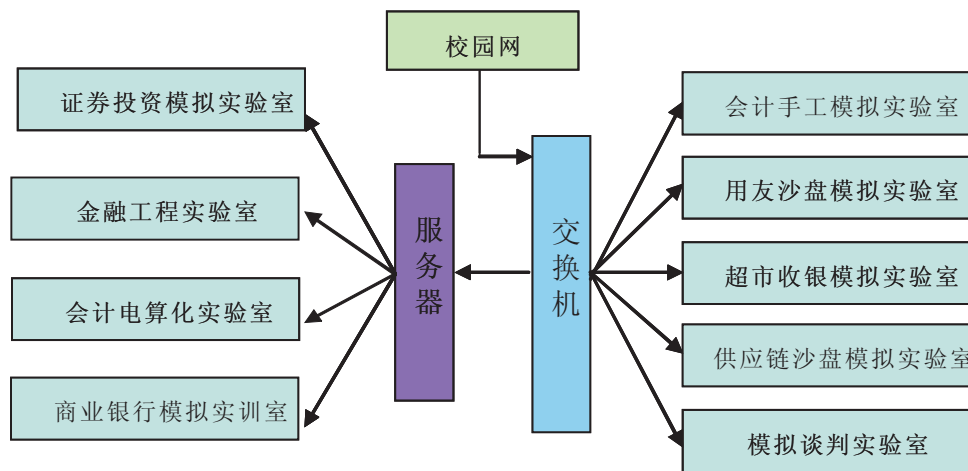 校园网
证券投资模拟实验室
金融工程实验室
会计电算化实验室
商业银行模拟实训室
服务器
交换机
会计手工模拟实验室
用友沙盘模拟实验室
超市收银模拟实验室
供应链沙盘模拟实验室
模拟谈判实验室